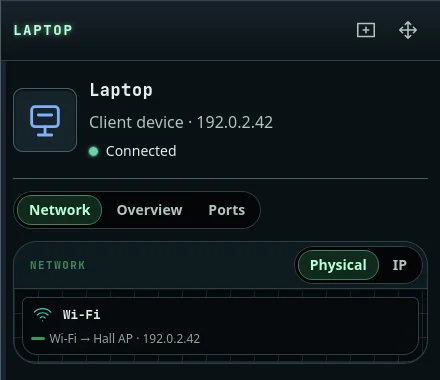 LAPTOP
Laptop
Client device · 192.0.2.42
Connected
Network Overview Ports
NETWORK Physical IP
Wi-Fi
Wi-Fi → Hall AP · 192.0.2.42